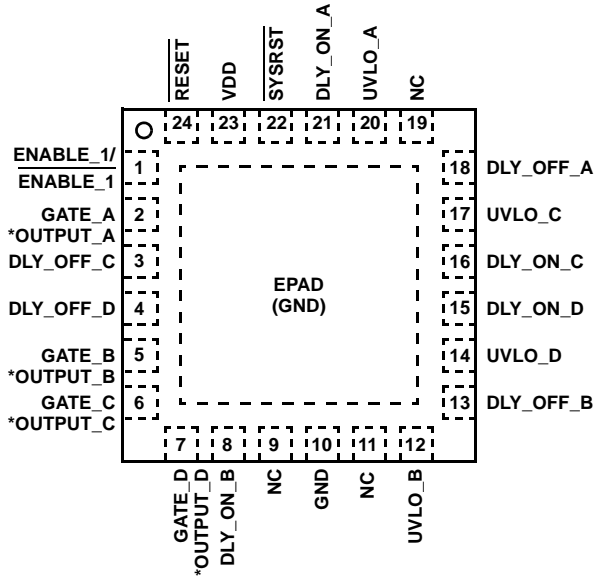 RESET
VDD
SYSRST
DLY_ON_A
UVLO_A
NC
24
23
22
21
20
19
ENABLE_1/
ENABLE_1
1
GATE_A
*OUTPUT_A
2
DLY_OFF_C
3
DLY_OFF_D
4
GATE_B
*OUTPUT_B
5
GATE_C
*OUTPUT_C
6
EPAD
(GND)
18
DLY_OFF_A
17
UVLO_C
16
DLY_ON_C
15
DLY_ON_D
14
UVLO_D
13
DLY_OFF_B
7
8
9
10
11
12
GATE_D
*OUTPUT_D
DLY_ON_B
NC
GND
NC
UVLO_B